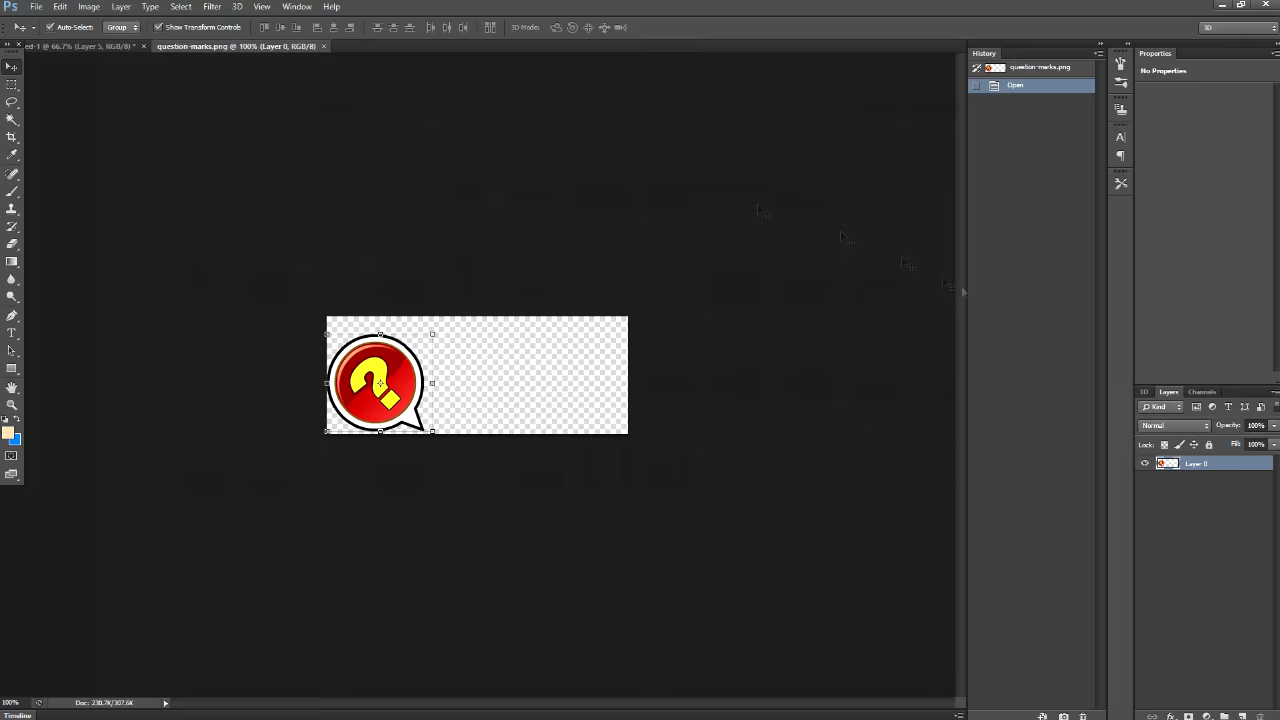 Ps File Edit Image Layer Type Select Filter 3D View Window Help
Auto-Select: Group Show Transform Controls 3D Modes 3D
ed-1 @ 66.7% (Layer 5, RGB/8) * × question-marks.png @ 100% (Layer 0, RGB/8) ×
History
question-marks.png
Open
Properties
No Properties
?
3D Layers Channels
Kind
Normal Opacity: 100%
Lock: Fill: 100%
Layer 0
100% Doc: 230.7K/307.6K
Timeline